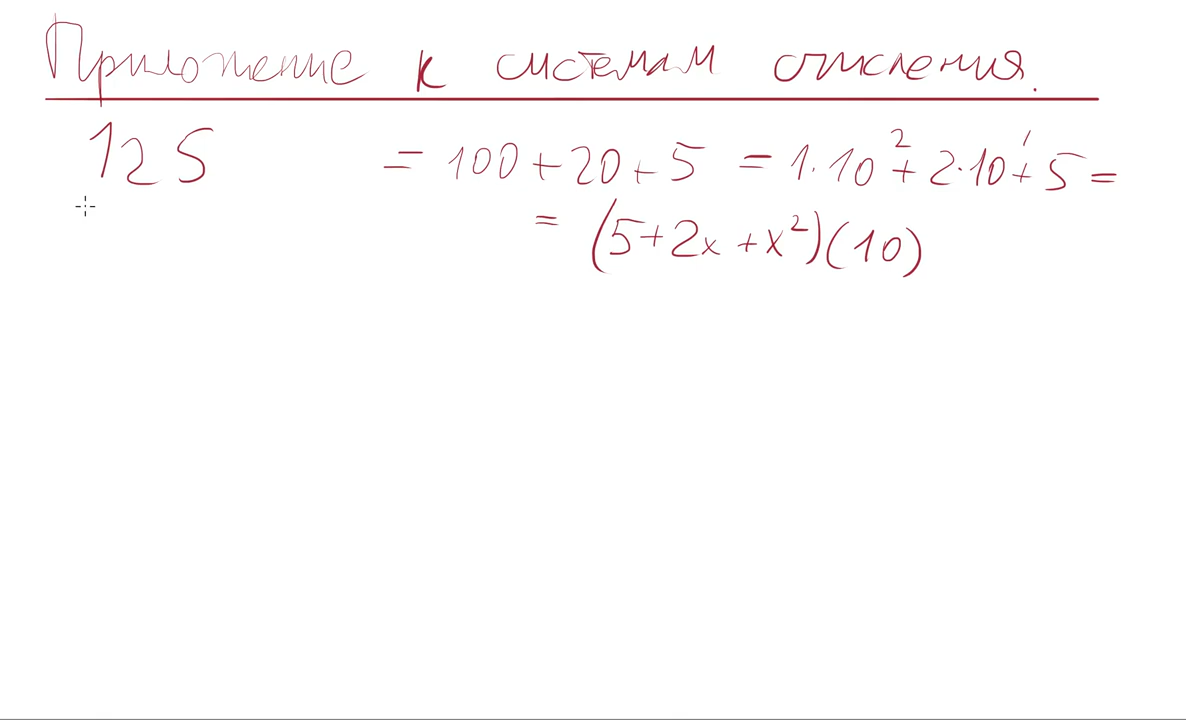 Приложение к системам счисления.
125 = 100 + 20 + 5 = 1·10² + 2·10¹ + 5 =
= (5 + 2x + x²)(10)